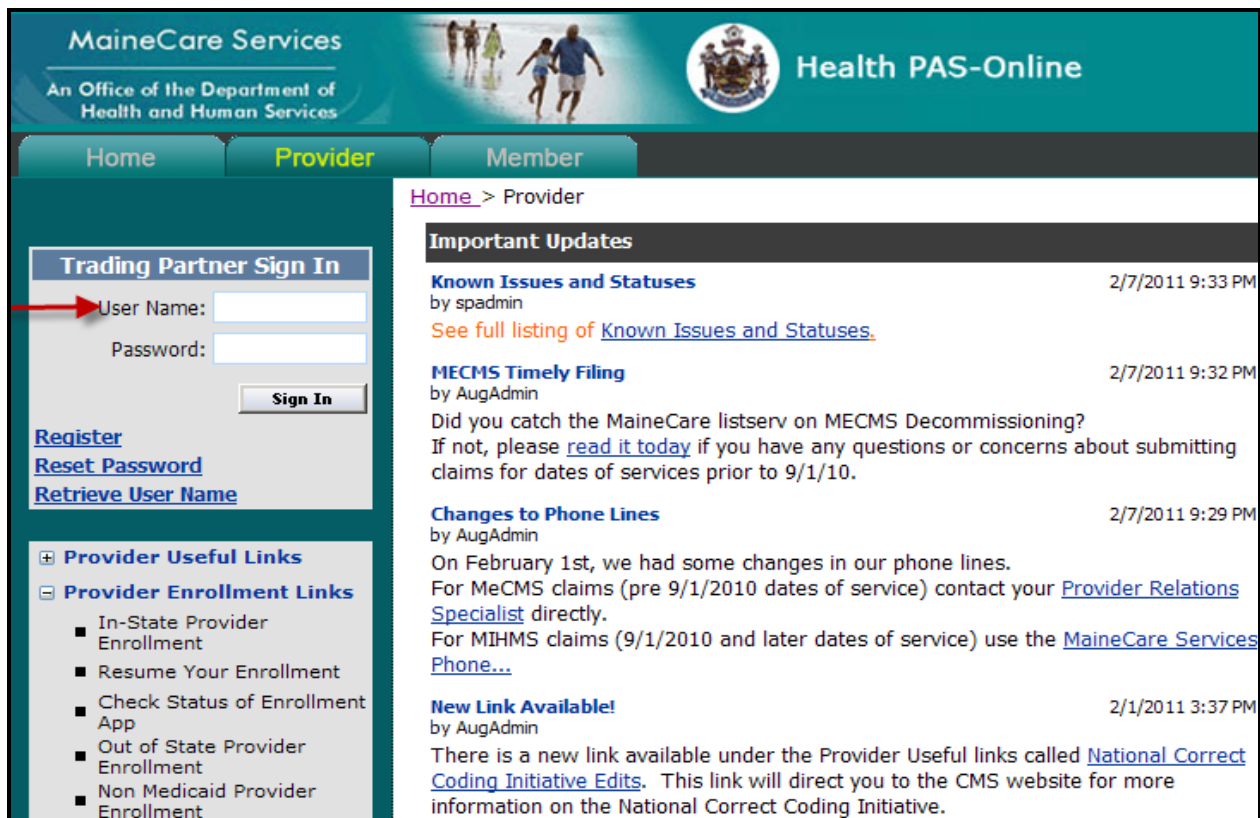 MaineCare Services
An Office of the Department of
Health and Human Services
Health PAS-Online
Home
Provider
Member
Home > Provider
Trading Partner Sign In
User Name:
Password:
Sign In
Register
Reset Password
Retrieve User Name
Provider Useful Links
Provider Enrollment Links
In-State Provider
Enrollment
Resume Your Enrollment
Check Status of Enrollment
App
Out of State Provider
Enrollment
Non Medicaid Provider
Enrollment
Important Updates
Known Issues and Statuses 2/7/2011 9:33 PM
by spadmin
See full listing of Known Issues and Statuses.
MECMS Timely Filing 2/7/2011 9:32 PM
by AugAdmin
Did you catch the MaineCare listserv on MECMS Decommissioning?
If not, please read it today if you have any questions or concerns about submitting
claims for dates of services prior to 9/1/10.
Changes to Phone Lines 2/7/2011 9:29 PM
by AugAdmin
On February 1st, we had some changes in our phone lines.
For MeCMS claims (pre 9/1/2010 dates of service) contact your Provider Relations
Specialist directly.
For MIHMS claims (9/1/2010 and later dates of service) use the MaineCare Services
Phone...
New Link Available! 2/1/2011 3:37 PM
by AugAdmin
There is a new link available under the Provider Useful links called National Correct
Coding Initiative Edits.  This link will direct you to the CMS website for more
information on the National Correct Coding Initiative.